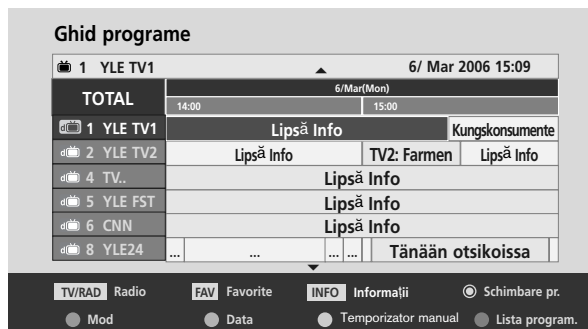 Ghid programe
1 YLE TV1 6/ Mar 2006 15:09
TOTAL 6/Mar(Mon)
14:00 15:00
1 YLE TV1 Lipsă Info Kungskonsumente
2 YLE TV2 Lipsă Info TV2: Farmen Lipsă Info
4 TV.. Lipsă Info
5 YLE FST Lipsă Info
6 CNN Lipsă Info
8 YLE24 ... ... ... ... Tänään otsikoissa
TV/RAD Radio FAV Favorite INFO Informaţii Schimbare pr.
Mod Data Temporizator manual Lista program.